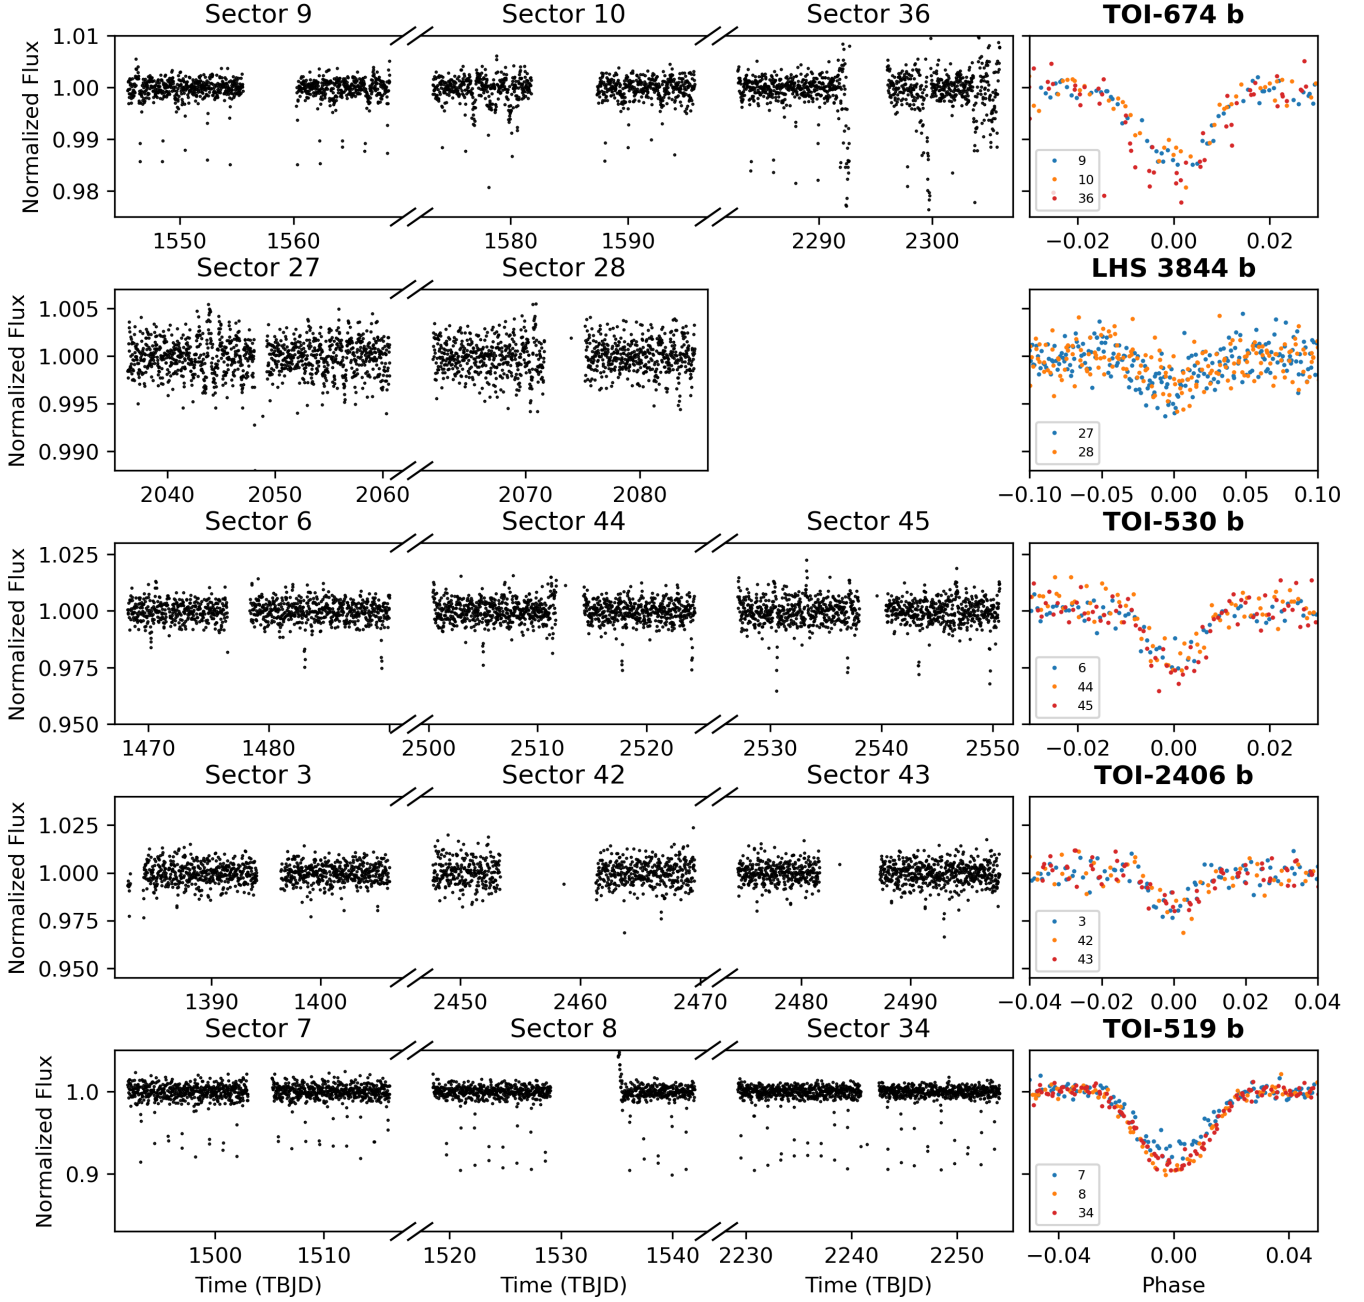 Sector 9 Sector 10 Sector 36 TOI-674 b
Normalized Flux
1.01
1.00
0.99
0.98
9
10
36
1550 1560 1580 1590 2290 2300 −0.02 0.00 0.02
Sector 27 Sector 28 LHS 3844 b
Normalized Flux
1.005
1.000
0.995
0.990
27
28
2040 2050 2060 2070 2080 −0.10 −0.05 0.00 0.05 0.10
Sector 6 Sector 44 Sector 45 TOI-530 b
Normalized Flux
1.025
1.000
0.975
0.950
6
44
45
1470 1480 2500 2510 2520 2530 2540 2550 −0.02 0.00 0.02
Sector 3 Sector 42 Sector 43 TOI-2406 b
Normalized Flux
1.025
1.000
0.975
0.950
3
42
43
1390 1400 2450 2460 2470 2480 2490 −0.04 −0.02 0.00 0.02 0.04
Sector 7 Sector 8 Sector 34 TOI-519 b
Normalized Flux
1.0
0.9
7
8
34
1500 1510 1520 1530 1540 2230 2240 2250 −0.04 0.00 0.04
Time (TBJD) Time (TBJD) Time (TBJD) Phase